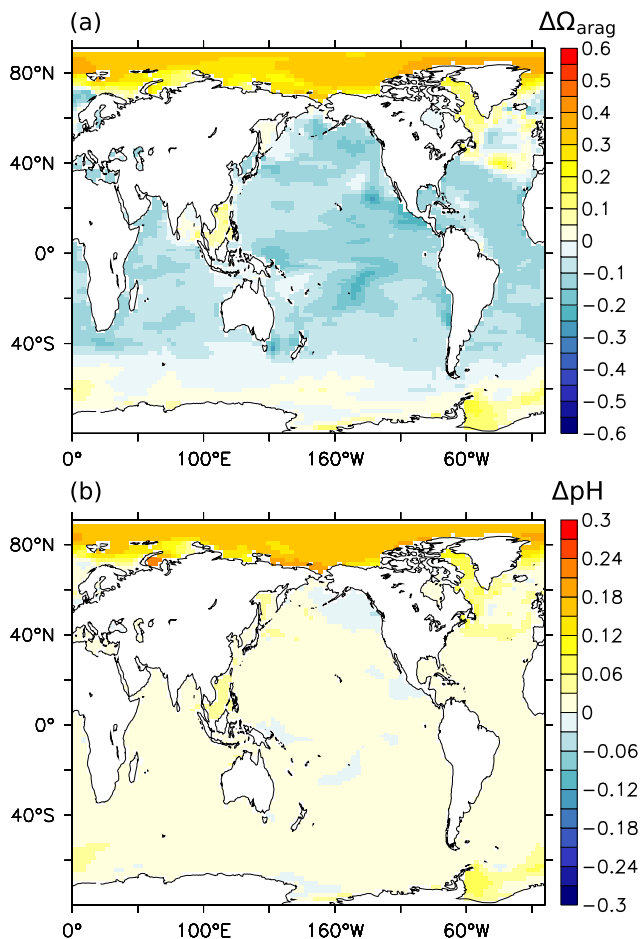 (a)
ΔΩarag
80°N
40°N
0°
40°S
0°
100°E
160°W
60°W
0.6
0.5
0.4
0.3
0.2
0.1
0
−0.1
−0.2
−0.3
−0.4
−0.5
−0.6
(b)
ΔpH
80°N
40°N
0°
40°S
0°
100°E
160°W
60°W
0.3
0.24
0.18
0.12
0.06
0
−0.06
−0.12
−0.18
−0.24
−0.3